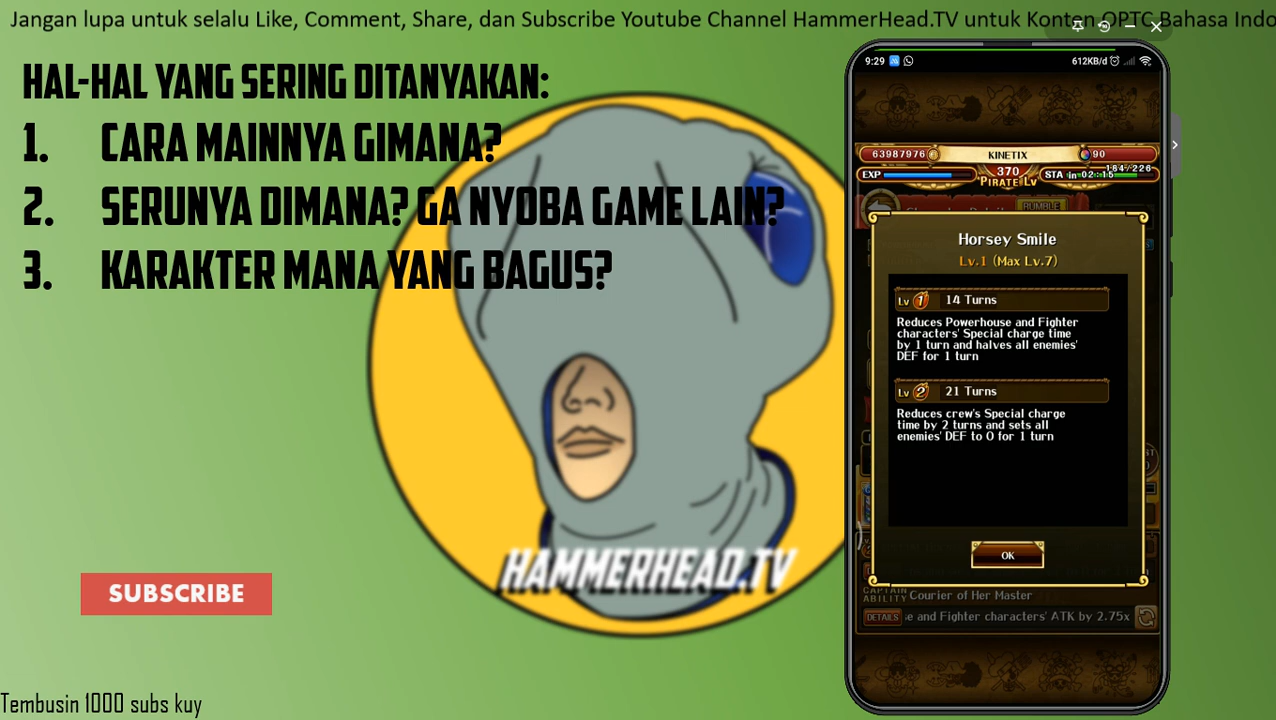 Jangan lupa untuk selalu Like, Comment, Share, dan Subscribe Youtube Channel HammerHead.TV untuk Konten OPTC Bahasa Indo
HAL-HAL YANG SERING DITANYAKAN:
1. CARA MAINNYA GIMANA?
2. SERUNYA DIMANA? GA NYOBA GAME LAIN?
3. KARAKTER MANA YANG BAGUS?
HAMMERHEAD.TV
SUBSCRIBE
Tembusin 1000 subs kuy
9:29 612KB/d
63987976 KINETIX 90
EXP 370 STA in 02:15 184/226
PIRATE Lv
RUMBLE
Horsey Smile
Lv.1 (Max Lv.7)
Lv 1 14 Turns
Reduces Powerhouse and Fighter
characters' Special charge time
by 1 turn and halves all enemies'
DEF for 1 turn
Lv 2 21 Turns
Reduces crew's Special charge
time by 2 turns and sets all
enemies' DEF to 0 for 1 turn
OK
CAPTAIN
ABILITY Courier of Her Master
DETAILS se and Fighter characters' ATK by 2.75x